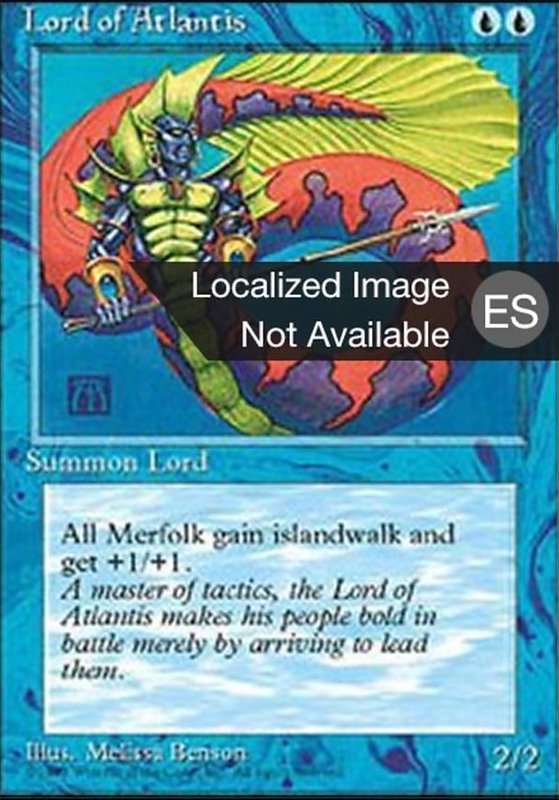 Lord of Atlantis
Localized Image
Not Available
ES
Summon Lord
All Merfolk gain islandwalk and
get +1/+1.
A master of tactics, the Lord of
Atlantis makes his people bold in
battle merely by arriving to lead
them.
Illus. Melissa Benson
2/2